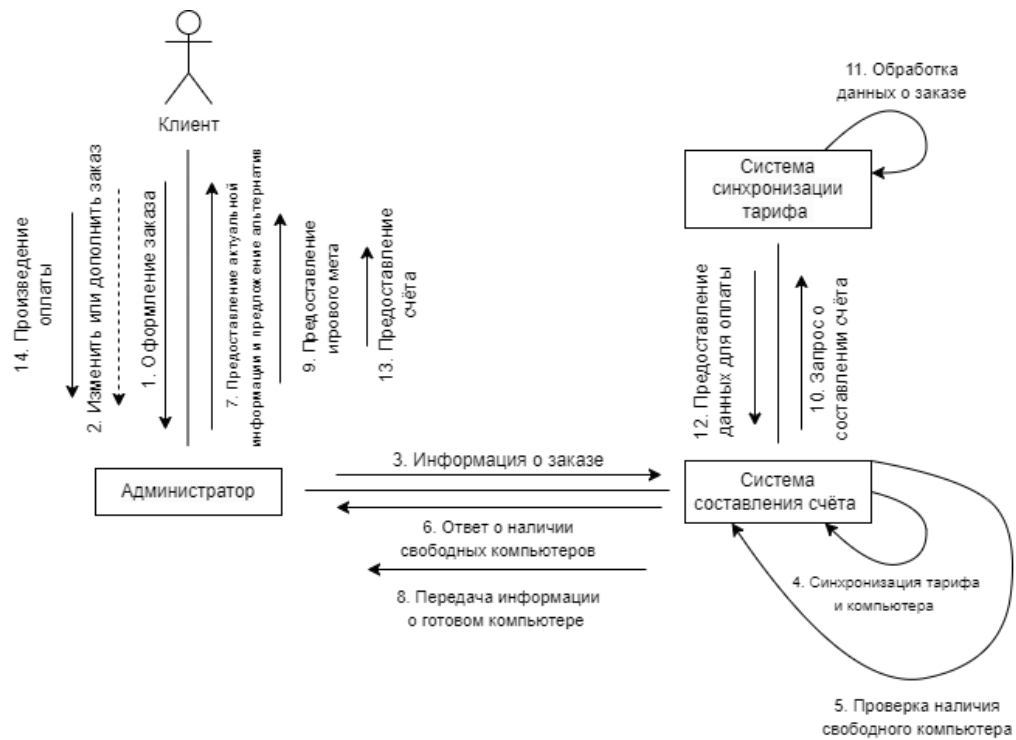 Клиент
14. Произведение
оплаты
2. Изменить или дополнить заказ
1. Оформление заказа
7. Предоставление актуальной
информации и предложение альтернатив
9. Предоставление
игрового мета
13. Предоставление
счёта
Администратор
11. Обработка
данных о заказе
Система
синхронизации
тарифа
12. Предоставление
данных для оплаты
10. Запрос о
составлении счёта
3. Информация о заказе
Система
составления счёта
6. Ответ о наличии
свободных компьютеров
8. Передача информации
о готовом компьютере
4. Синхронизация тарифа
и компьютера
5. Проверка наличия
свободного компьютера